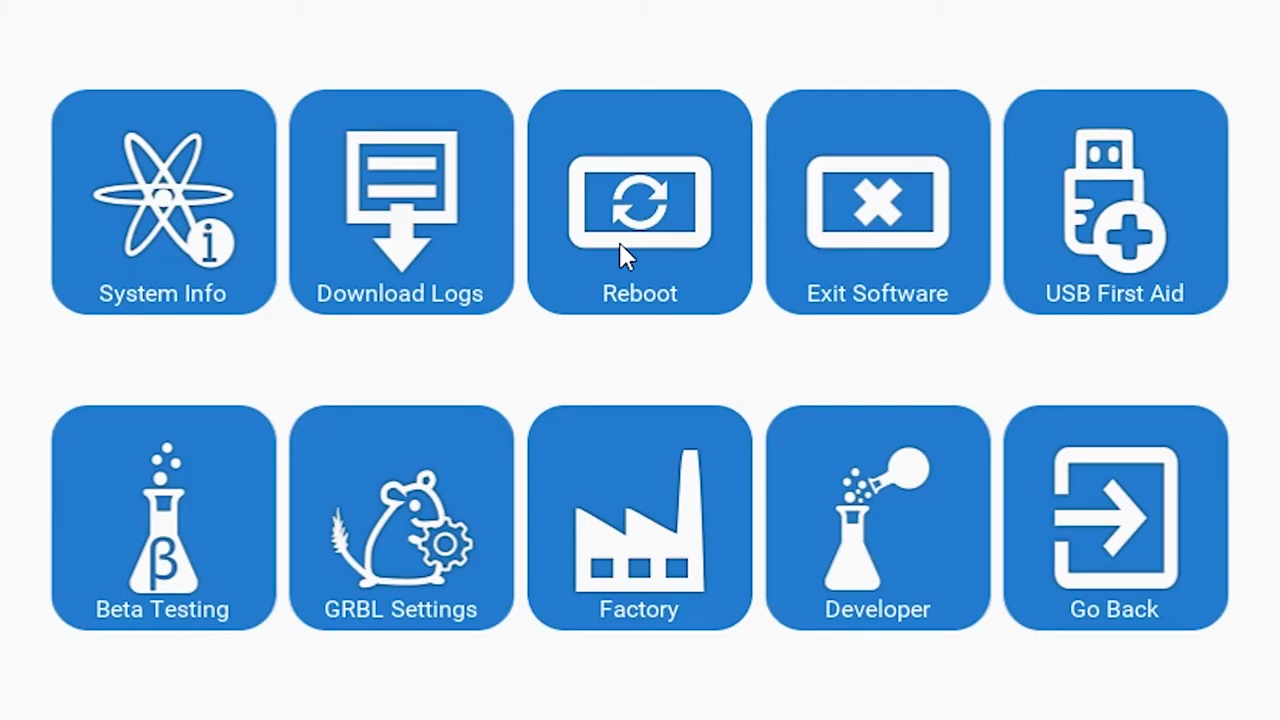 System Info
Download Logs
Reboot
Exit Software
USB First Aid
β
Beta Testing
GRBL Settings
Factory
Developer
Go Back